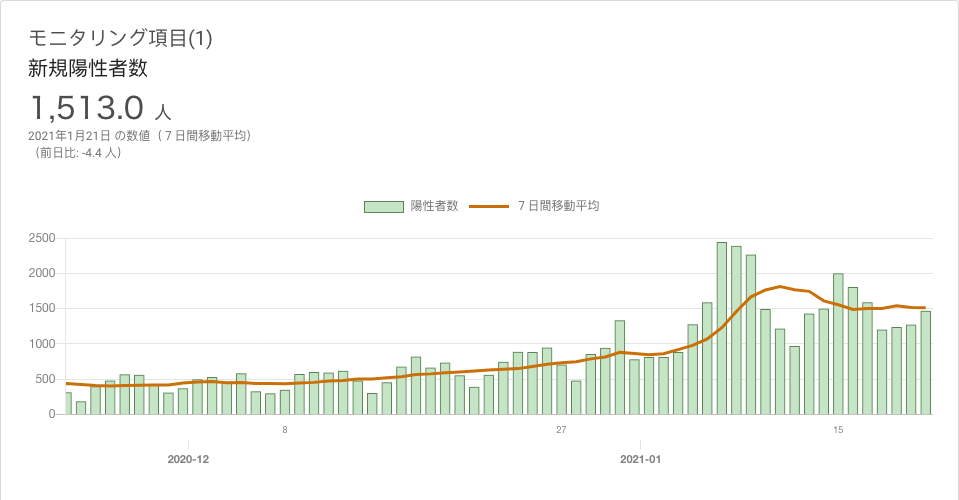 モニタリング項目(1)
新規陽性者数
1,513.0 人
2021年1月21日 の数値（７日間移動平均）
（前日比: -4.4 人）
陽性者数 ７日間移動平均
2500
2000
1500
1000
500
0
8 27 15
2020-12 2021-01